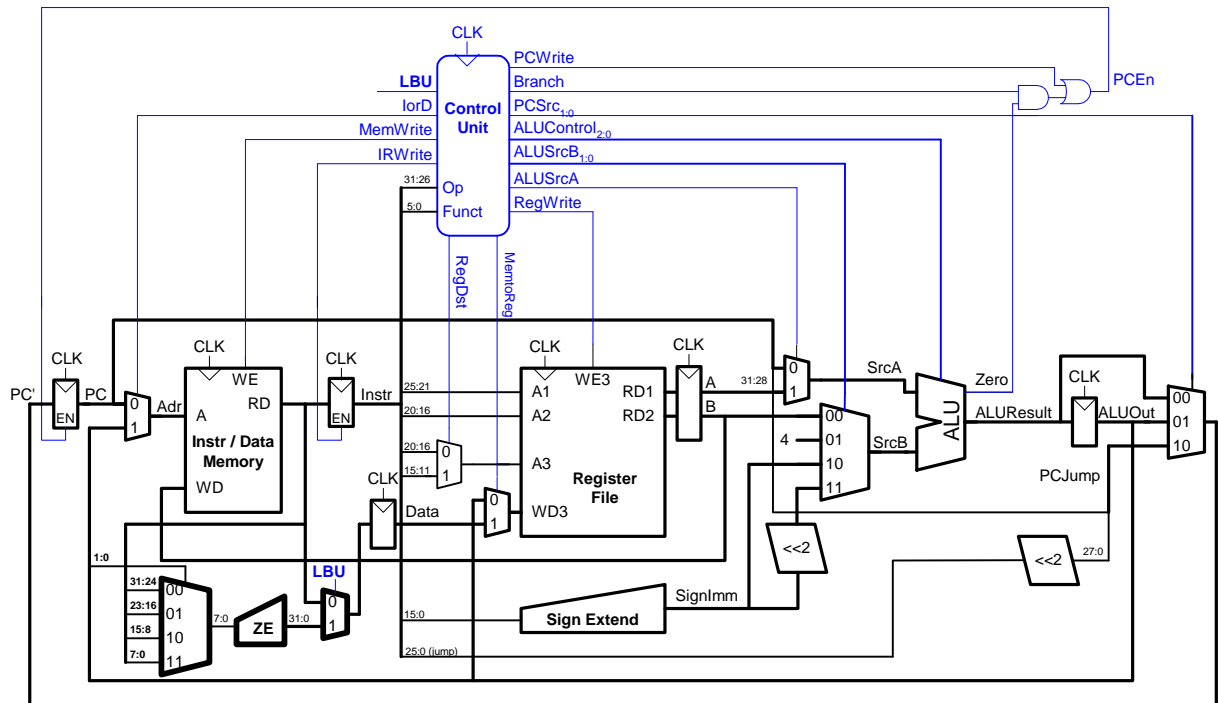 CLK
PCWrite
LBU
Branch
PCEn
IorD
Control
Unit
PCSrc1:0
MemWrite
ALUControl2:0
IRWrite
ALUSrcB1:0
31:26
Op
ALUSrcA
5:0
Funct
RegWrite
RegDst
MemtoReg
CLK
CLK
CLK
CLK
CLK
PC'
EN
PC
0
1
Adr
WE
A
RD
Instr / Data
Memory
WD
EN
Instr
25:21
A1
WE3
RD1
A
31:28
0
1
SrcA
Zero
CLK
20:16
A2
RD2
B
00
01
10
11
4
SrcB
ALU
ALUResult
ALUOut
00
01
10
20:16
0
15:11
1
A3
Register
File
PCJump
CLK
Data
0
1
WD3
<<2
<<2
27:0
1:0
31:24
00
23:16
01
15:8
10
7:0
11
7:0
ZE
31:0
LBU
0
1
SignImm
15:0
Sign Extend
25:0 (jump)